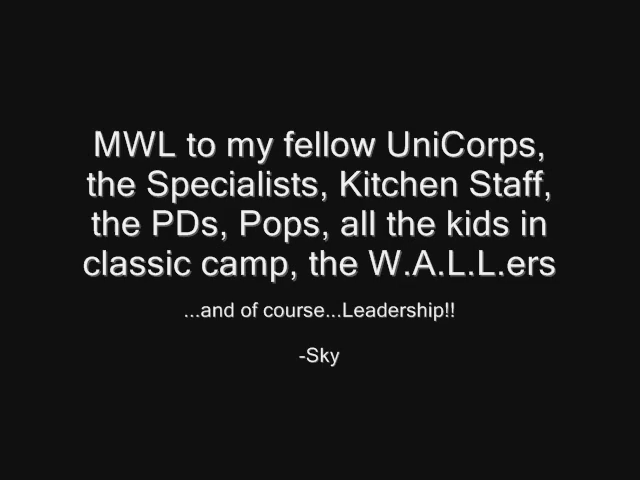 MWL to my fellow UniCorps,
the Specialists, Kitchen Staff,
the PDs, Pops, all the kids in
classic camp, the W.A.L.L.ers
...and of course...Leadership!!
-Sky